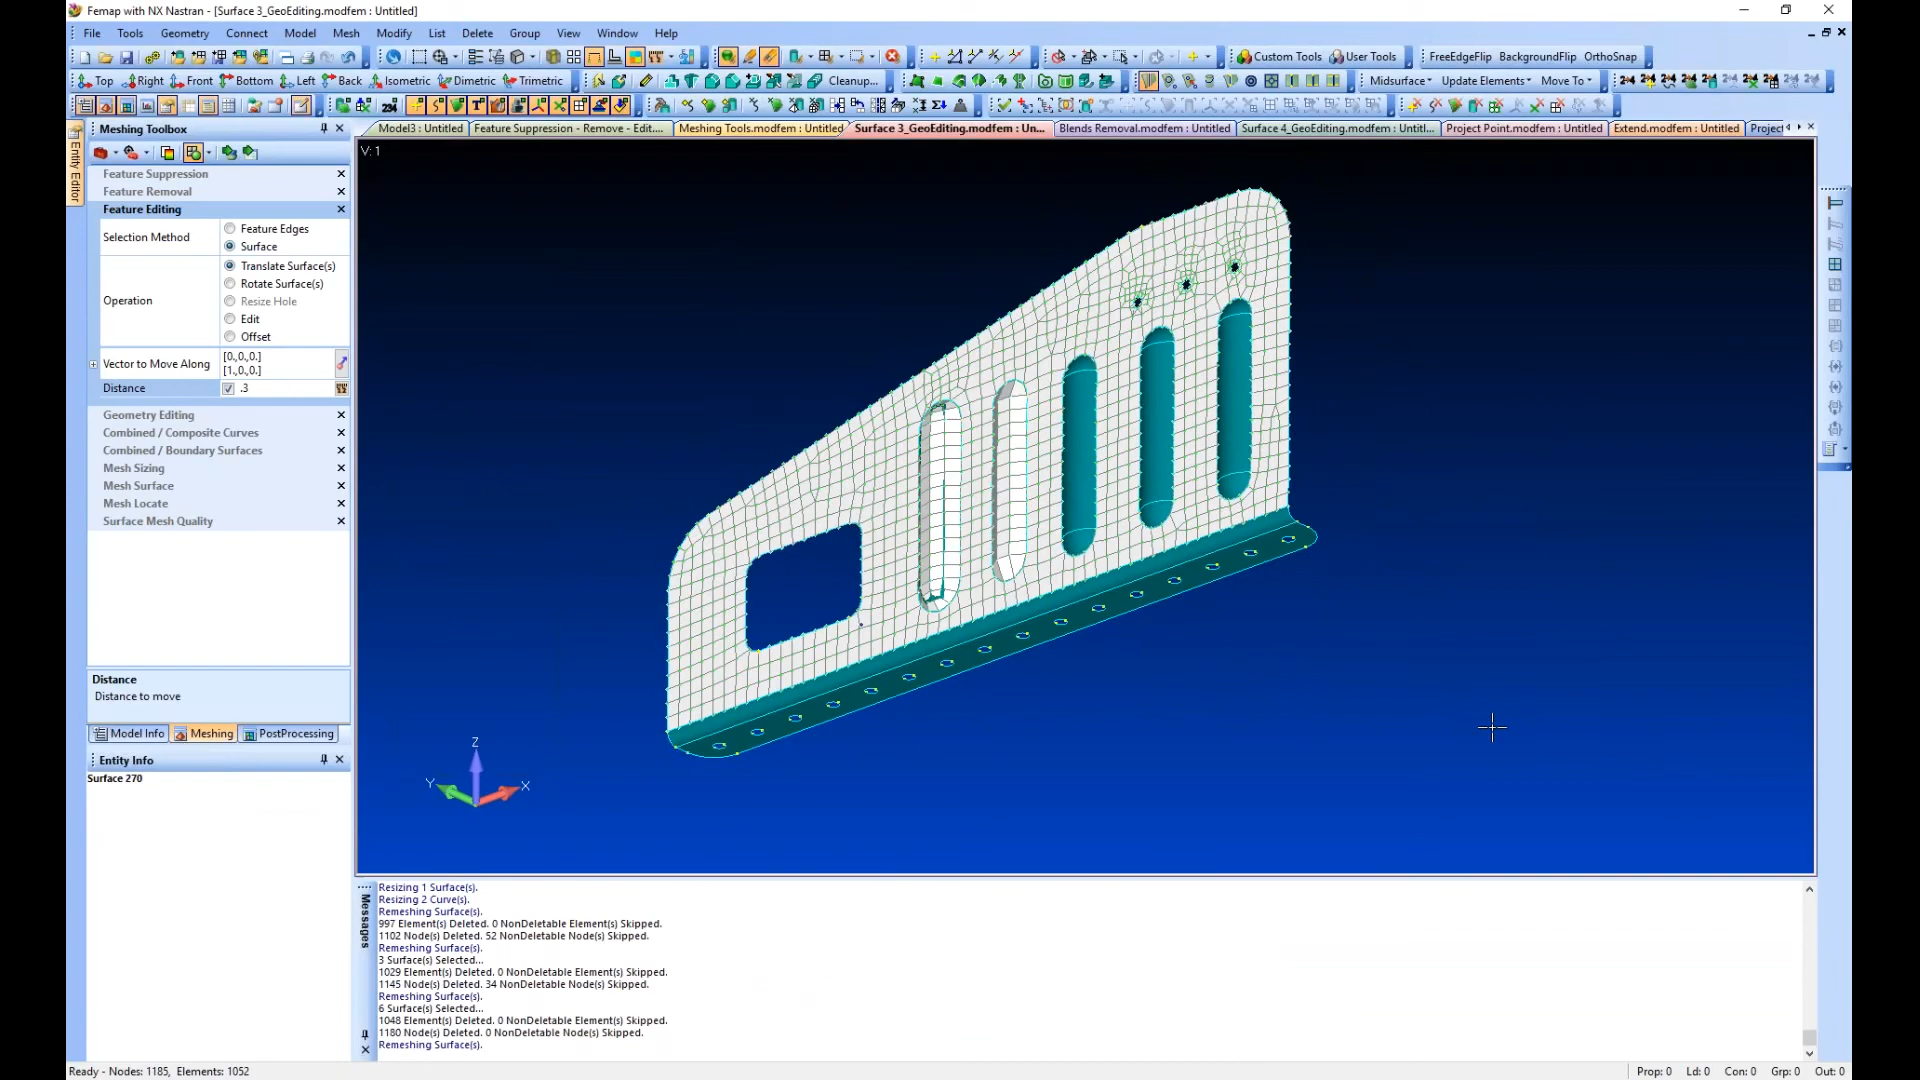 Femap with NX Nastran - [Surface 3_GeoEditing.modfem : Untitled]
File Tools Geometry Connect Model Mesh Modify List Delete Group View Window Help
Custom Tools User Tools FreeEdgeFlip BackgroundFlip OrthoSnap
Top Right Front Bottom Left Back Isometric Dimetric Trimetric Cleanup... Midsurface Update Elements Move To
234
Meshing Toolbox
Model3 : Untitled Feature Suppression - Remove - Edit.... Meshing Tools.modfem : Untitled Surface 3_GeoEditing.modfem : Un... Blends Removal.modfem : Untitled Surface 4_GeoEditing.modfem : Untitl... Project Point.modfem : Untitled Extend.modfem : Untitled Project
Entity Editor
V: 1
Feature Suppression
Feature Removal
Feature Editing
Selection Method
Feature Edges
Surface
Operation
Translate Surface(s)
Rotate Surface(s)
Resize Hole
Edit
Offset
Vector to Move Along
[0.,0.,0.]
[1.,0.,0.]
Distance .3
Geometry Editing
Combined / Composite Curves
Combined / Boundary Surfaces
Mesh Sizing
Mesh Surface
Mesh Locate
Surface Mesh Quality
Distance
Distance to move
Model Info Meshing PostProcessing
Entity Info
Surface 270
Z
Y
X
Messages
Resizing 1 Surface(s).
Resizing 2 Curve(s).
Remeshing Surface(s).
997 Element(s) Deleted. 0 NonDeletable Element(s) Skipped.
1102 Node(s) Deleted. 52 NonDeletable Node(s) Skipped.
Remeshing Surface(s).
3 Surface(s) Selected...
1029 Element(s) Deleted. 0 NonDeletable Element(s) Skipped.
1145 Node(s) Deleted. 34 NonDeletable Node(s) Skipped.
Remeshing Surface(s).
6 Surface(s) Selected...
1048 Element(s) Deleted. 0 NonDeletable Element(s) Skipped.
1180 Node(s) Deleted. 0 NonDeletable Node(s) Skipped.
Remeshing Surface(s).
Ready - Nodes: 1185, Elements: 1052
Prop: 0 Ld: 0 Con: 0 Grp: 0 Out: 0